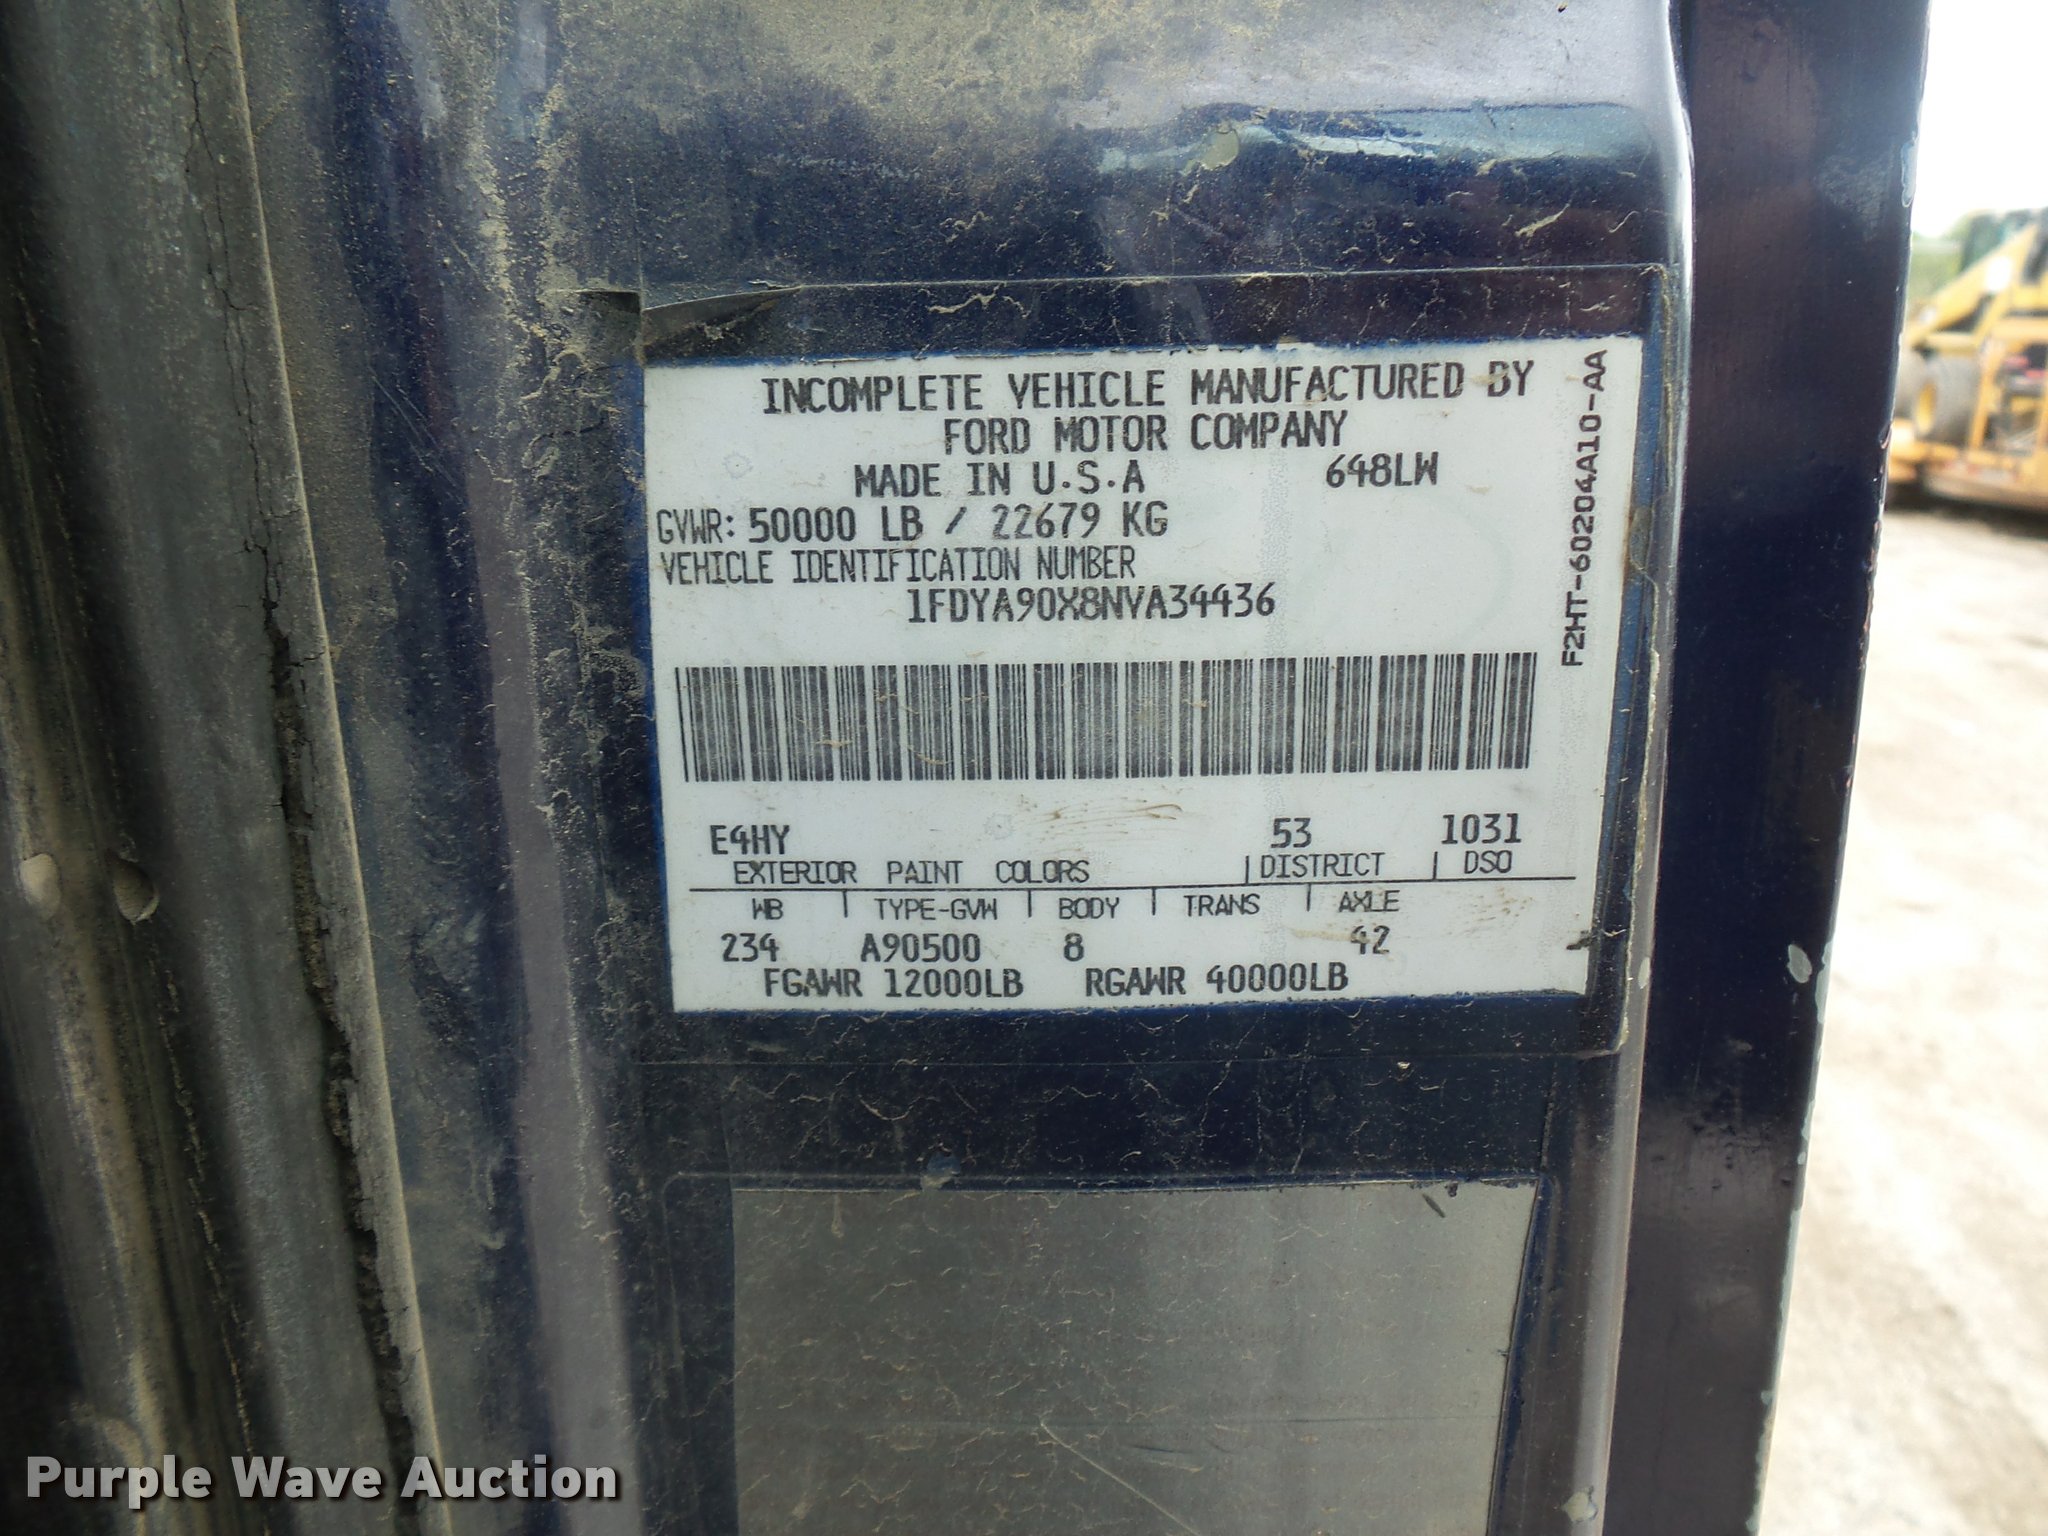 INCOMPLETE VEHICLE MANUFACTURED BY
FORD MOTOR COMPANY
MADE IN U.S.A 648LW
GVWR: 50000 LB / 22679 KG
VEHICLE IDENTIFICATION NUMBER
1FDYA90X8NVA34436
F2HT-60204A10-AA
E4HY 53 1031
EXTERIOR PAINT COLORS | DISTRICT | DSO
WB | TYPE-GVW | BODY | TRANS | AXLE
234 A90500 8 42
FGAWR 12000LB RGAWR 40000LB
Purple Wave Auction